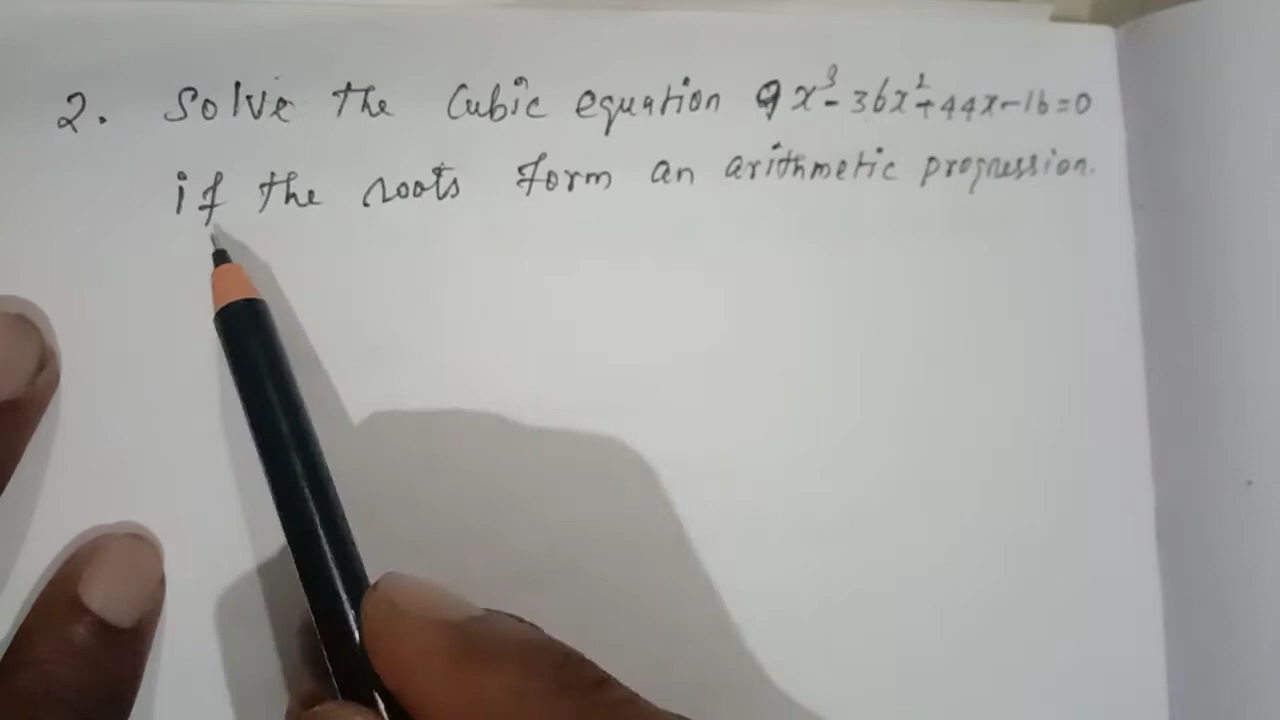 2. Solve the Cubic equation 9x³-36x²+44x-16=0
if the roots form an arithmetic progression.